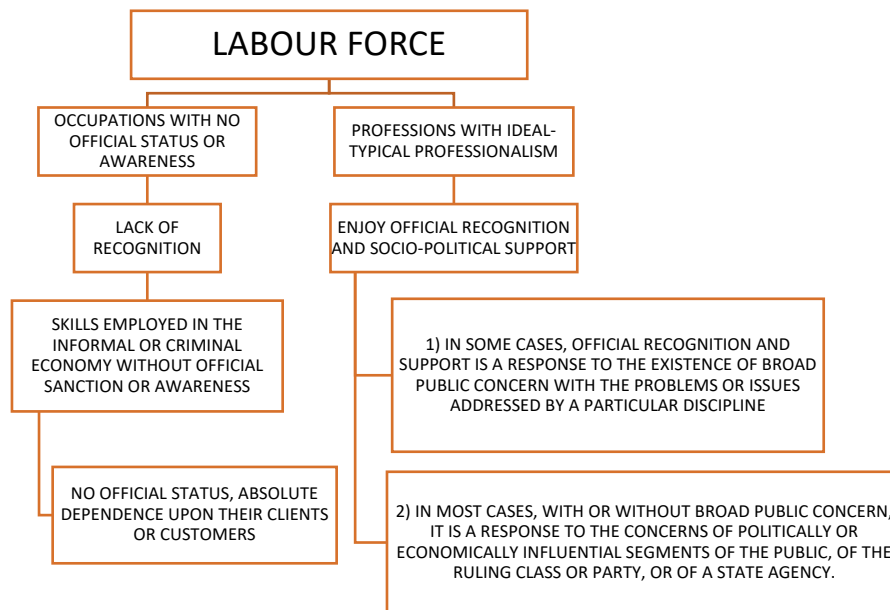 LABOUR FORCE
OCCUPATIONS WITH NO
OFFICIAL STATUS OR
AWARENESS
LACK OF
RECOGNITION
SKILLS EMPLOYED IN THE
INFORMAL OR CRIMINAL
ECONOMY WITHOUT OFFICIAL
SANCTION OR AWARENESS
NO OFFICIAL STATUS, ABSOLUTE
DEPENDENCE UPON THEIR CLIENTS
OR CUSTOMERS
PROFESSIONS WITH IDEAL-
TYPICAL PROFESSIONALISM
ENJOY OFFICIAL RECOGNITION
AND SOCIO-POLITICAL SUPPORT
1) IN SOME CASES, OFFICIAL RECOGNITION AND
SUPPORT IS A RESPONSE TO THE EXISTENCE OF BROAD
PUBLIC CONCERN WITH THE PROBLEMS OR ISSUES
ADDRESSED BY A PARTICULAR DISCIPLINE
2) IN MOST CASES, WITH OR WITHOUT BROAD PUBLIC CONCERN,
IT IS A RESPONSE TO THE CONCERNS OF POLITICALLY OR
ECONOMICALLY INFLUENTIAL SEGMENTS OF THE PUBLIC, OF THE
RULING CLASS OR PARTY, OR OF A STATE AGENCY.